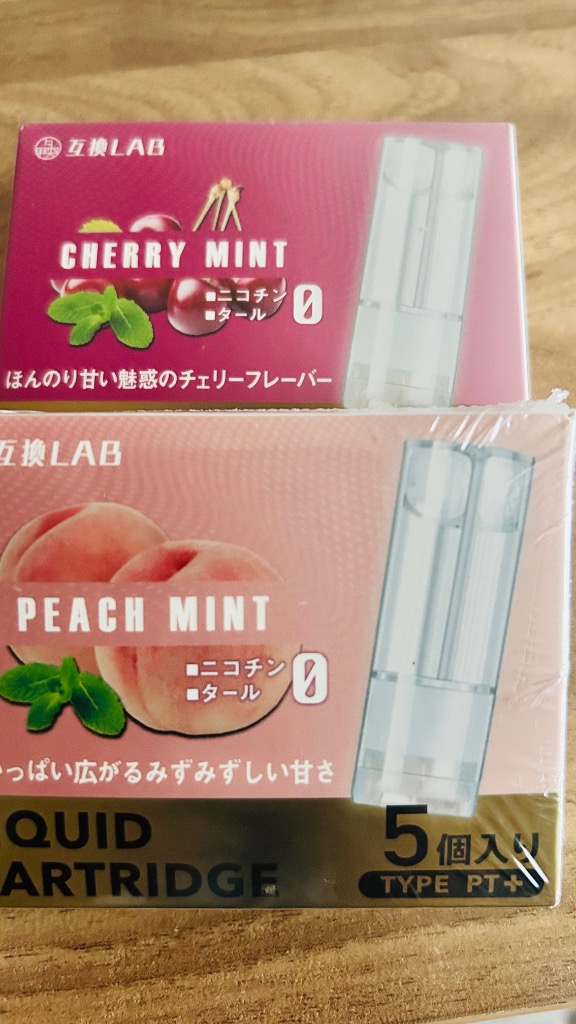 互換LAB
CHERRY MINT
■ニコチン 0
■タール
ほんのり甘い魅惑のチェリーフレーバー
互換LAB
PEACH MINT
■ニコチン 0
■タール
っぱい広がるみずみずしい甘さ
QUID
ARTRIDGE
5個入り
TYPE PT+